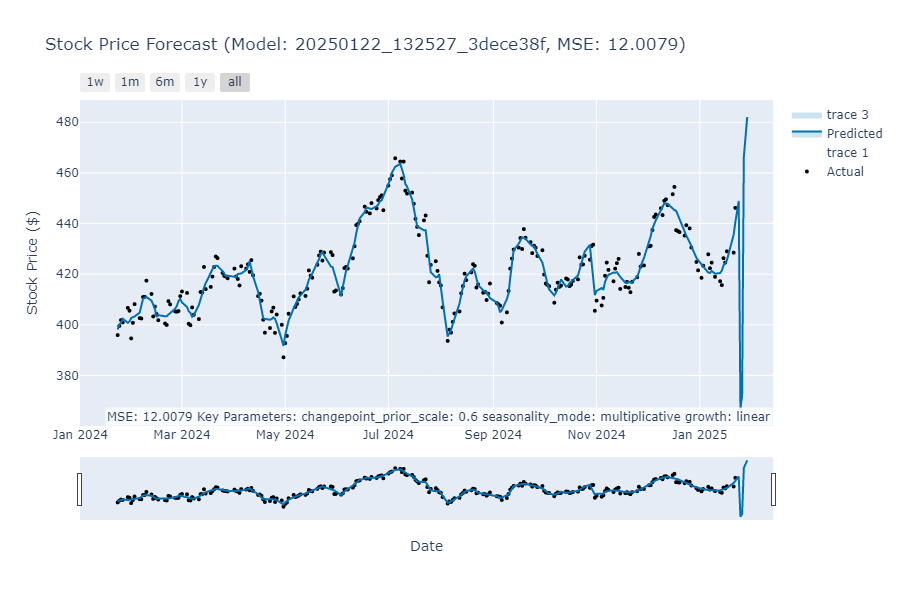 Stock Price Forecast (Model: 20250122_132527_3dece38f, MSE: 12.0079)
1w 1m 6m 1y all
trace 3
Predicted
trace 1
Actual
Stock Price ($)
480
460
440
420
400
380
MSE: 12.0079 Key Parameters: changepoint_prior_scale: 0.6 seasonality_mode: multiplicative growth: linear
Jan 2024 Mar 2024 May 2024 Jul 2024 Sep 2024 Nov 2024 Jan 2025
Date